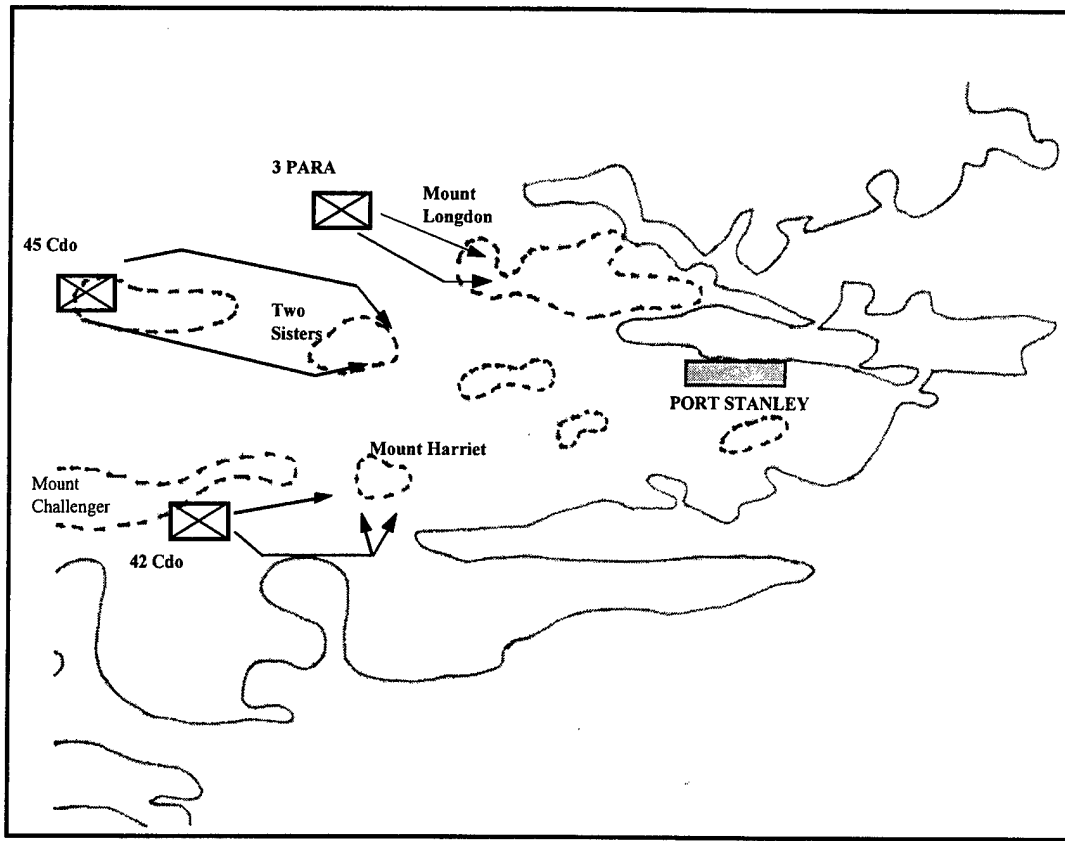 3 PARA
Mount
Longdon
45 Cdo
Two
Sisters
PORT STANLEY
Mount Harriet
Mount
Challenger
42 Cdo